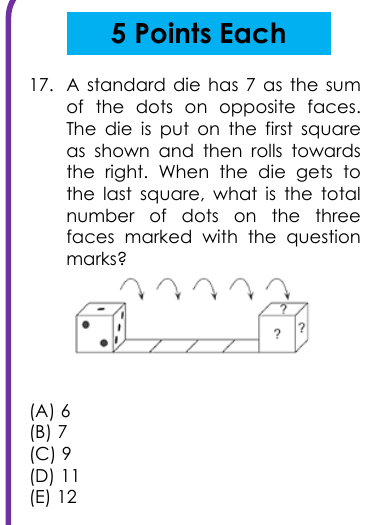 5 Points Each
17. A standard die has 7 as the sum
of the dots on opposite faces.
The die is put on the first square
as shown and then rolls towards
the right. When the die gets to
the last square, what is the total
number of dots on the three
faces marked with the question
marks?
?
? ?
(A) 6
(B) 7
(C) 9
(D) 11
(E) 12